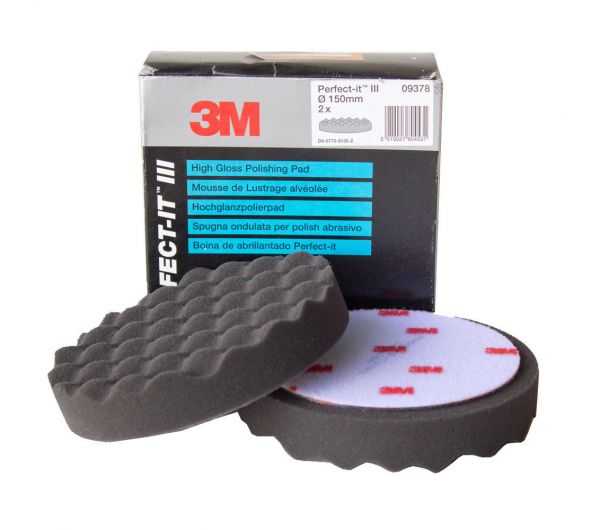 Perfect-it™ III 09378
Ø 150mm
2 x
3M
High Gloss Polishing Pad
Mousse de Lustrage alvéolée
Hochglanzpolierpad
Spugna ondulata per polish abrasivo
Boina de abrillantado Perfect-it
FECT-IT™ III
3M
3M
3M
3M
3M
3M